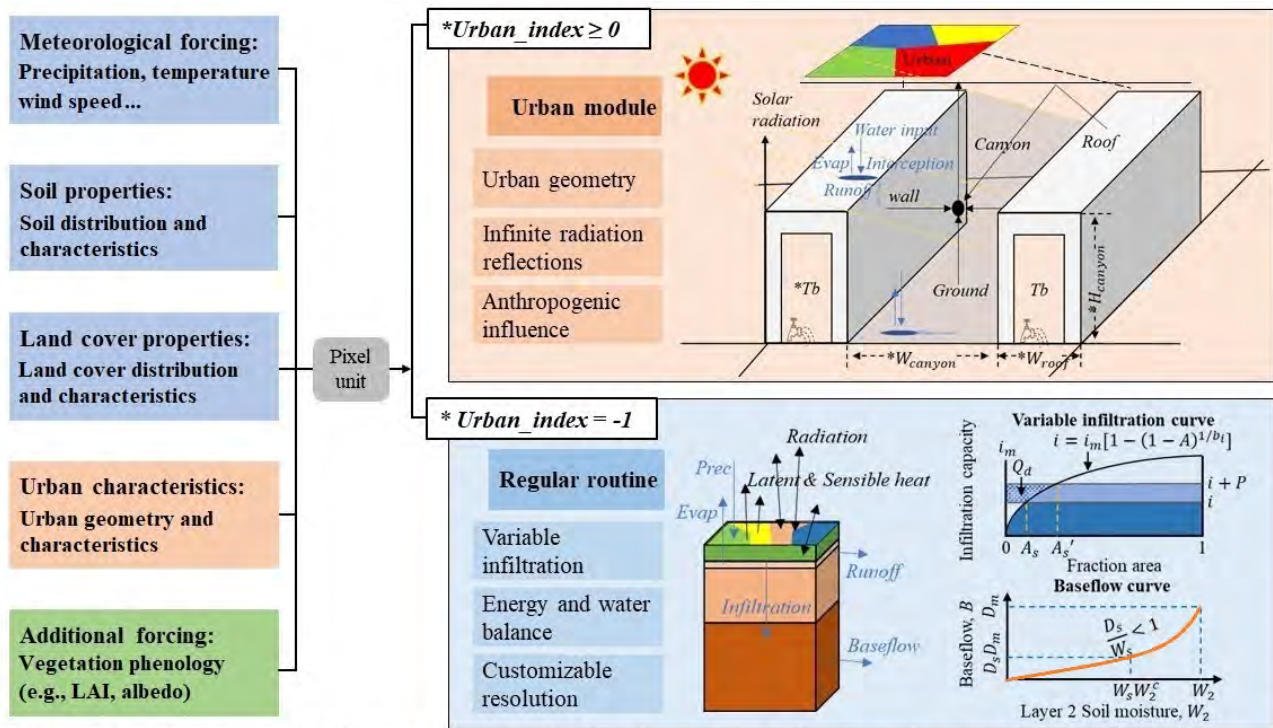 Meteorological forcing:
Precipitation, temperature
wind speed...
Soil properties:
Soil distribution and
characteristics
Land cover properties:
Land cover distribution
and characteristics
Urban characteristics:
Urban geometry and
characteristics
Additional forcing:
Vegetation phenology
(e.g., LAI, albedo)
Pixel
unit
*Urban_index ≥ 0
Urban module
Urban geometry
Infinite radiation
reflections
Anthropogenic
influence
Urban
Solar
radiation
Water input
Evap
Interception
Runoff
Canyon
Roof
wall
Ground
*Tb
Tb
*H_canyon
*W_canyon
*W_roof
* Urban_index = -1
Regular routine
Variable
infiltration
Energy and water
balance
Customizable
resolution
Radiation
Prec
Latent & Sensible heat
Evap
Runoff
Infiltration
Baseflow
Variable infiltration curve
i = i_m[1 − (1 − A)^{1/b_i}]
Infiltration capacity
i_m
Q_d
i + P
i
0
A_s
A_s'
1
Fraction area
Baseflow curve
Baseflow, B
D_m
D_sD_m
D_s/W_s < 1
W_sW_2^c
W_2
Layer 2 Soil moisture, W_2